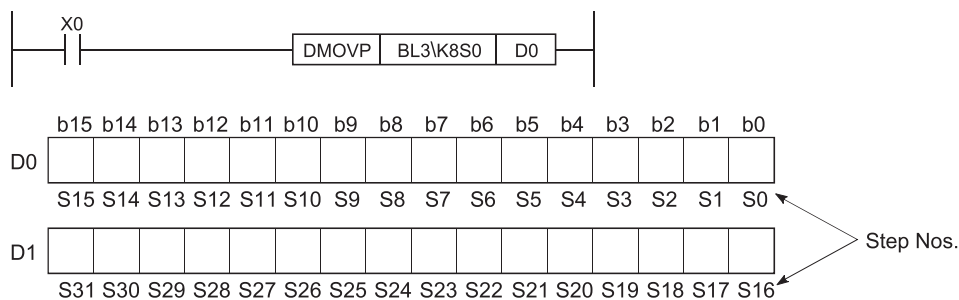 X0
DMOVP BL3\K8S0 D0
b15 b14 b13 b12 b11 b10 b9 b8 b7 b6 b5 b4 b3 b2 b1 b0
D0
S15 S14 S13 S12 S11 S10 S9 S8 S7 S6 S5 S4 S3 S2 S1 S0
Step Nos.
D1
S31 S30 S29 S28 S27 S26 S25 S24 S23 S22 S21 S20 S19 S18 S17 S16